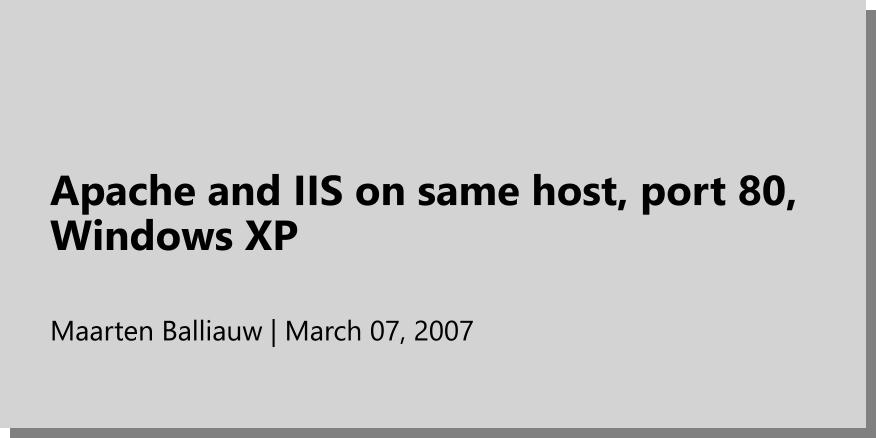 Apache and IIS on same host, port 80,
Windows XP
Maarten Balliauw | March 07, 2007